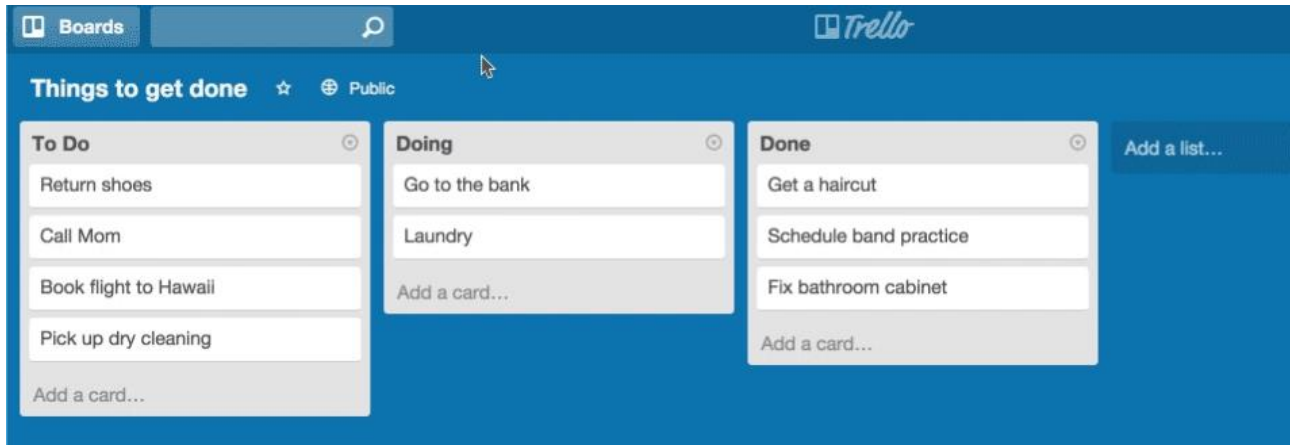 Boards
Trello
Things to get done
Public
To Do
Return shoes
Call Mom
Book flight to Hawaii
Pick up dry cleaning
Add a card…
Doing
Go to the bank
Laundry
Add a card…
Done
Get a haircut
Schedule band practice
Fix bathroom cabinet
Add a card…
Add a list…